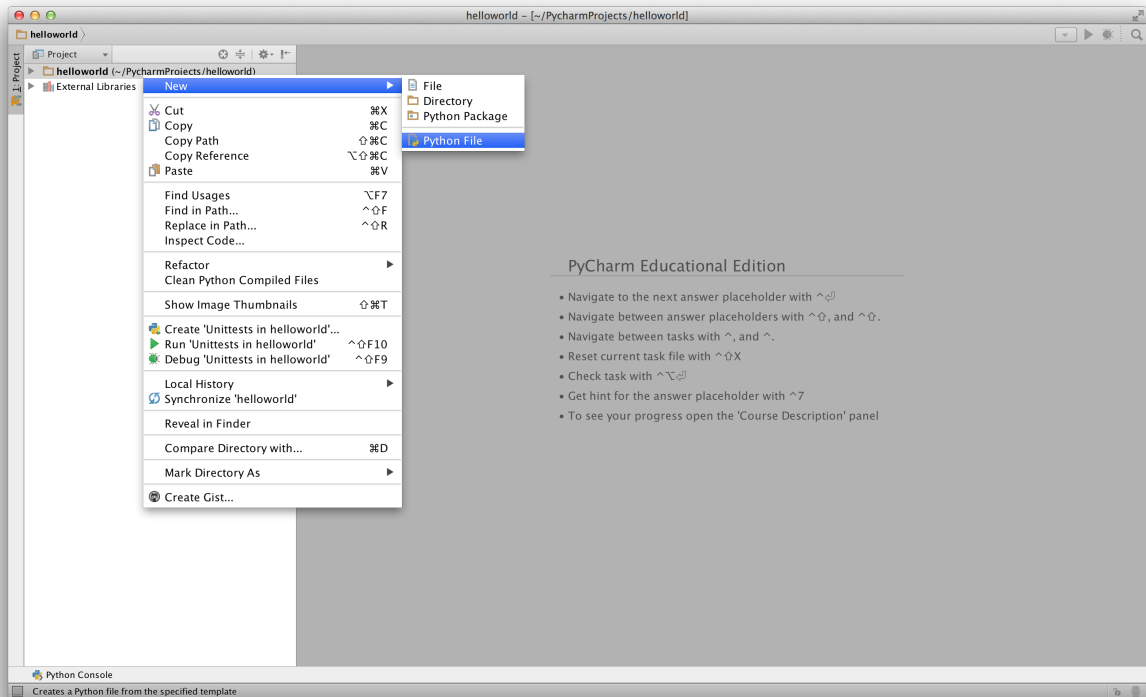 helloworld – [~/PycharmProjects/helloworld]
helloworld
1: Project
Project
helloworld (~/PycharmProjects/helloworld)
External Libraries
New
Cut ⌘X
Copy ⌘C
Copy Path ⇧⌘C
Copy Reference ⌥⇧⌘C
Paste ⌘V
Find Usages ⌥F7
Find in Path... ^⇧F
Replace in Path... ^⇧R
Inspect Code...
Refactor
Clean Python Compiled Files
Show Image Thumbnails ⇧⌘T
Create 'Unittests in helloworld'...
Run 'Unittests in helloworld' ^⇧F10
Debug 'Unittests in helloworld' ^⇧F9
Local History
Synchronize 'helloworld'
Reveal in Finder
Compare Directory with... ⌘D
Mark Directory As
Create Gist...
File
Directory
Python Package
Python File
PyCharm Educational Edition
• Navigate to the next answer placeholder with ^⏎
• Navigate between answer placeholders with ^⇧, and ^⇧.
• Navigate between tasks with ^, and ^.
• Reset current task file with ^⇧X
• Check task with ^⌥⏎
• Get hint for the answer placeholder with ^7
• To see your progress open the 'Course Description' panel
Python Console
Creates a Python file from the specified template